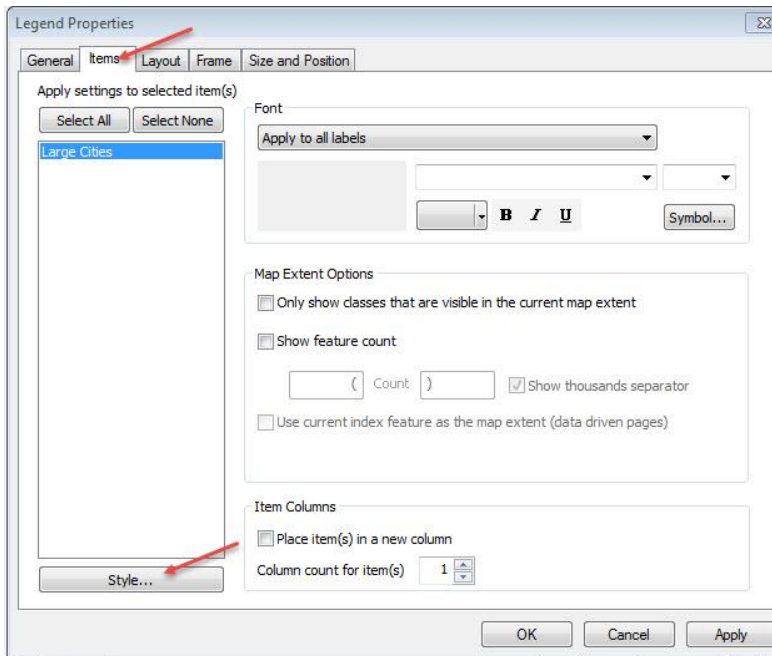 Legend Properties
General Items Layout Frame Size and Position
Apply settings to selected item(s)
Select All Select None
Large Cities
Style...
Font
Apply to all labels
B I U
Symbol...
Map Extent Options
Only show classes that are visible in the current map extent
Show feature count
( Count ) Show thousands separator
Use current index feature as the map extent (data driven pages)
Item Columns
Place item(s) in a new column
Column count for item(s) 1
OK Cancel Apply